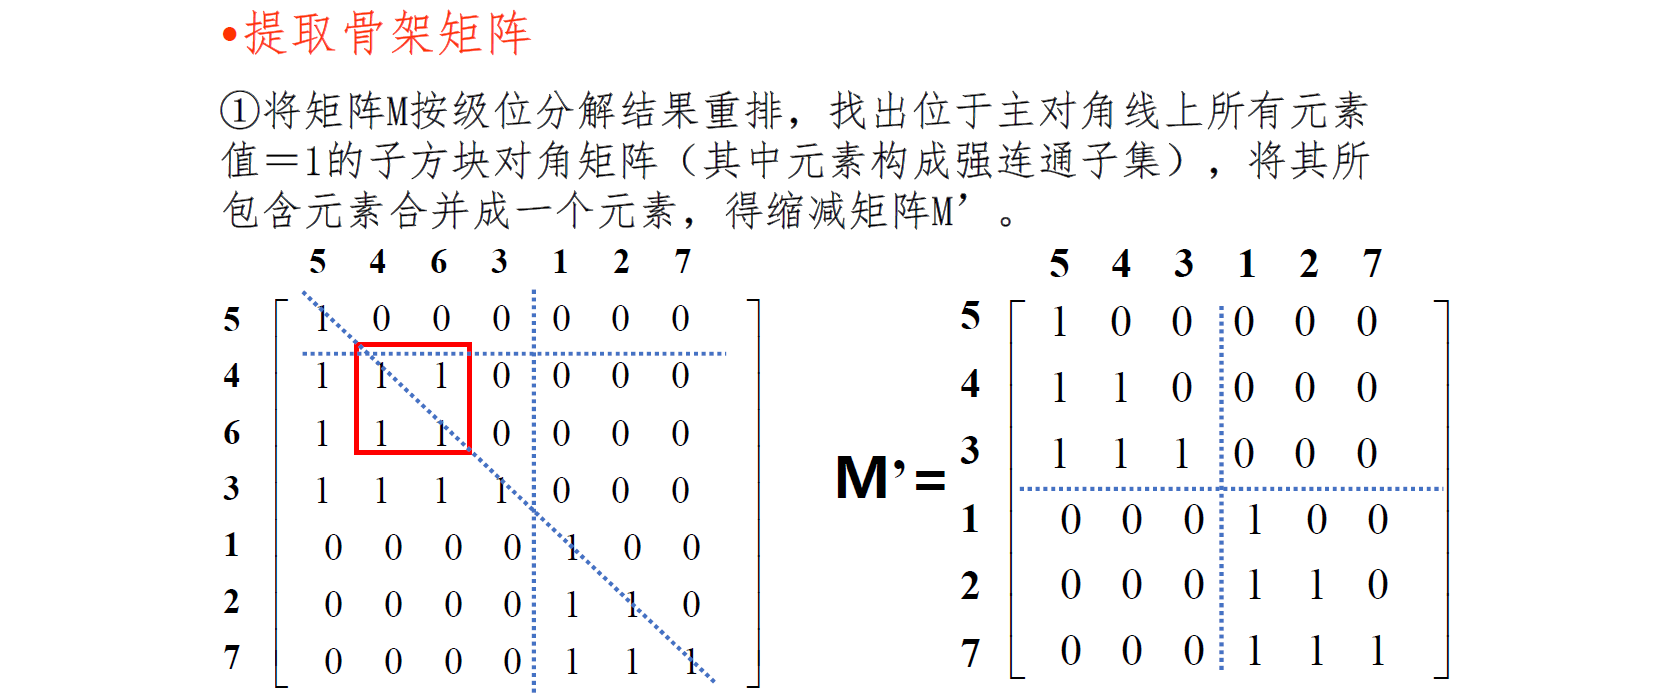 •提取骨架矩阵
①将矩阵M按级位分解结果重排，找出位于主对角线上所有元素
值＝1的子方块对角矩阵（其中元素构成强连通子集），将其所
包含元素合并成一个元素，得缩减矩阵M’。
5 4 6 3 1 2 7
5 1 0 0 0 0 0 0
4 1 1 1 0 0 0 0
6 1 1 1 0 0 0 0
3 1 1 1 1 0 0 0
1 0 0 0 0 1 0 0
2 0 0 0 0 1 1 0
7 0 0 0 0 1 1 1
M’=
5 4 3 1 2 7
5 1 0 0 0 0 0
4 1 1 0 0 0 0
3 1 1 1 0 0 0
1 0 0 0 1 0 0
2 0 0 0 1 1 0
7 0 0 0 1 1 1